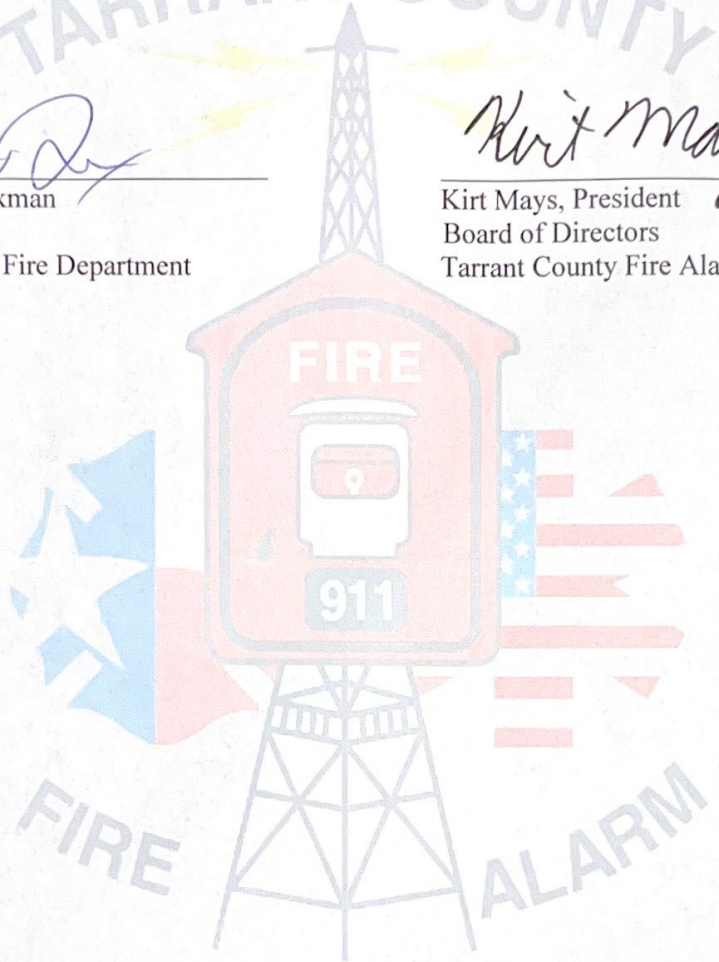 TARRANT COUNTY
Kirt Ma
kman
Kirt Mays, President
Board of Directors
Fire Department
Tarrant County Fire Ala
FIRE
911
FIRE
ALARM